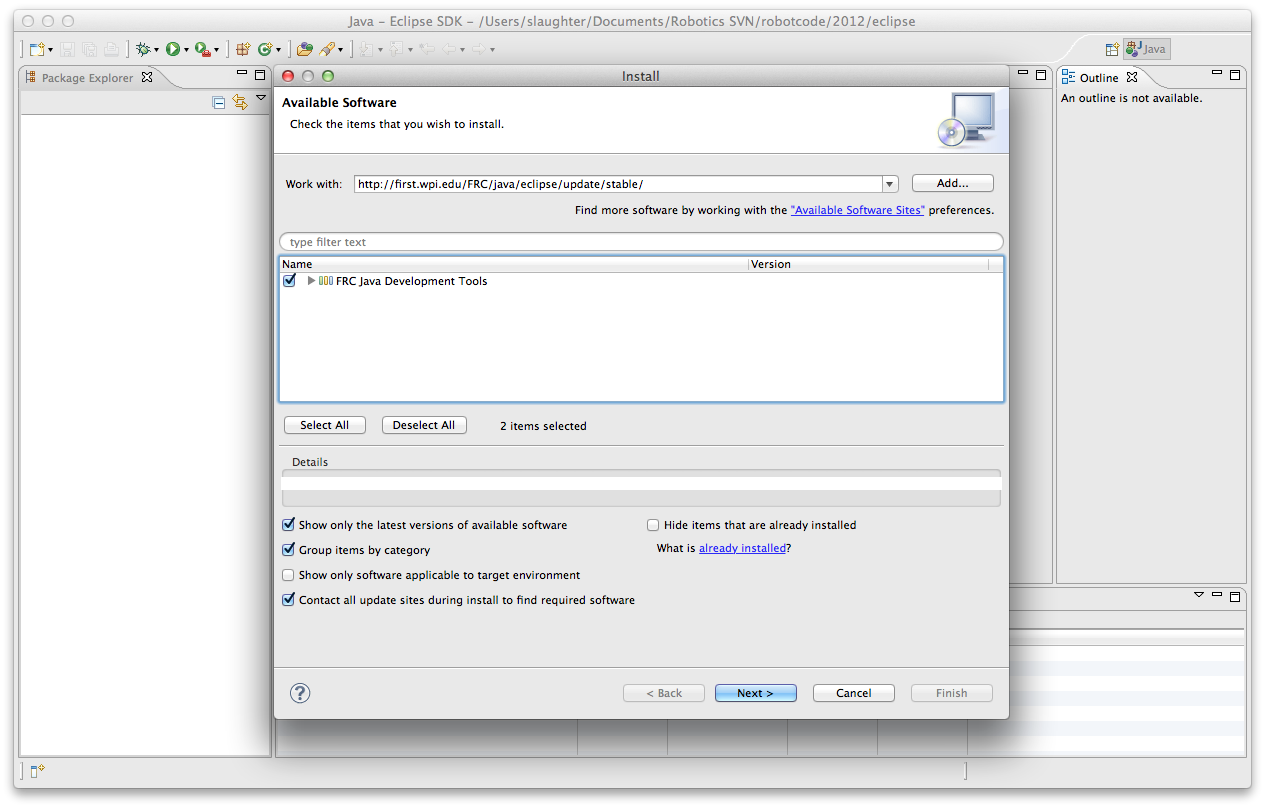 Java – Eclipse SDK – /Users/slaughter/Documents/Robotics SVN/robotcode/2012/eclipse
Java
Package Explorer
Install
Outline
An outline is not available.
Available Software
Check the items that you wish to install.
Work with: http://first.wpi.edu/FRC/java/eclipse/update/stable/ Add...
Find more software by working with the "Available Software Sites" preferences.
type filter text
Name Version
FRC Java Development Tools
Select All Deselect All 2 items selected
Details
Show only the latest versions of available software Hide items that are already installed
Group items by category What is already installed?
Show only software applicable to target environment
Contact all update sites during install to find required software
? < Back Next > Cancel Finish